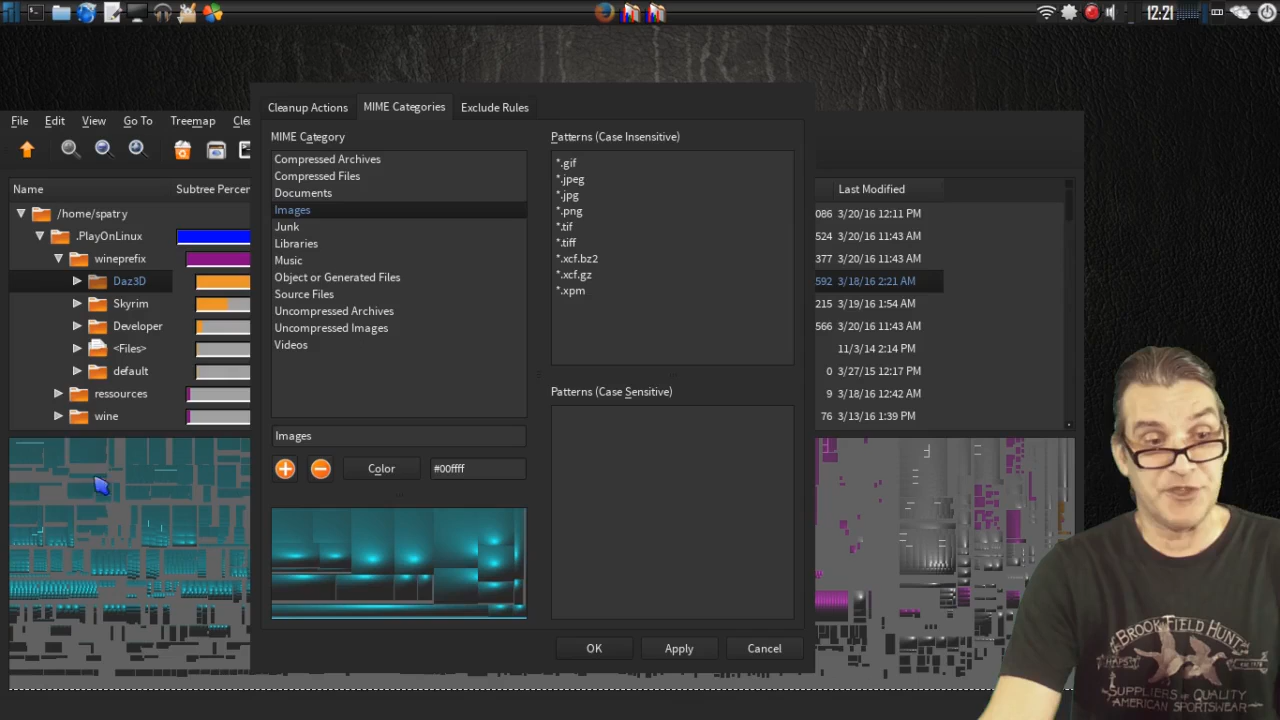 12:21
Cleanup Actions MIME Categories Exclude Rules
File Edit View Go To Treemap Clea
MIME Category
Patterns (Case Insensitive)
Name Subtree Percen
Last Modified
Compressed Archives
Compressed Files
Documents
Images
Junk
Libraries
Music
Object or Generated Files
Source Files
Uncompressed Archives
Uncompressed Images
Videos
*.gif
*.jpeg
*.jpg
*.png
*.tif
*.tiff
*.xcf.bz2
*.xcf.gz
*.xpm
/home/spatry
.PlayOnLinux
wineprefix
Daz3D
Skyrim
Developer
<Files>
default
ressources
wine
086 3/20/16 12:11 PM
524 3/20/16 11:43 AM
377 3/20/16 11:43 AM
592 3/18/16 2:21 AM
215 3/19/16 1:54 AM
566 3/20/16 11:43 AM
11/3/14 2:14 PM
0 3/27/15 12:17 PM
9 3/18/16 12:42 AM
76 3/13/16 1:39 PM
Patterns (Case Sensitive)
Images
Color #00ffff
OK Apply Cancel
BROOK FIELD HUNT
SUPPLIERS of QUALITY
AMERICAN SPORTSWEAR